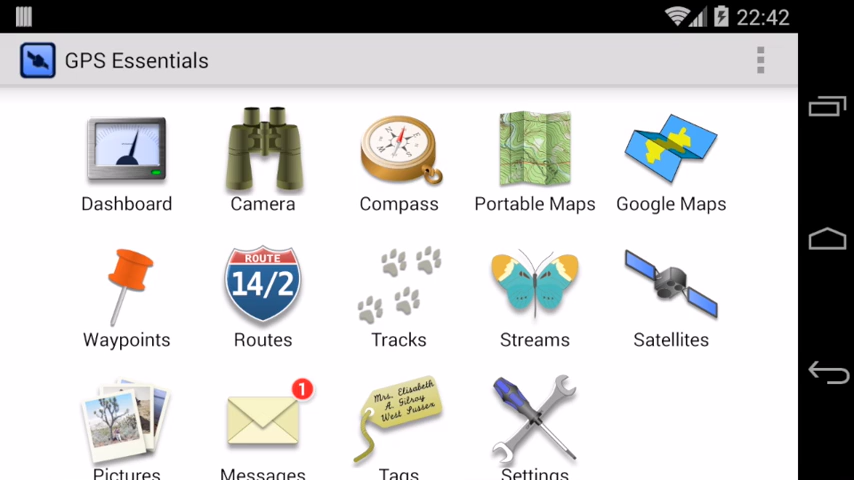 22:42
GPS Essentials
Dashboard
Camera
Compass
Portable Maps
Google Maps
ROUTE
14/2
Waypoints
Routes
Tracks
Streams
Satellites
1
Mrs. Elisabeth
A. Gilroy
West Sussex
Pictures
Messages
Tags
Settings